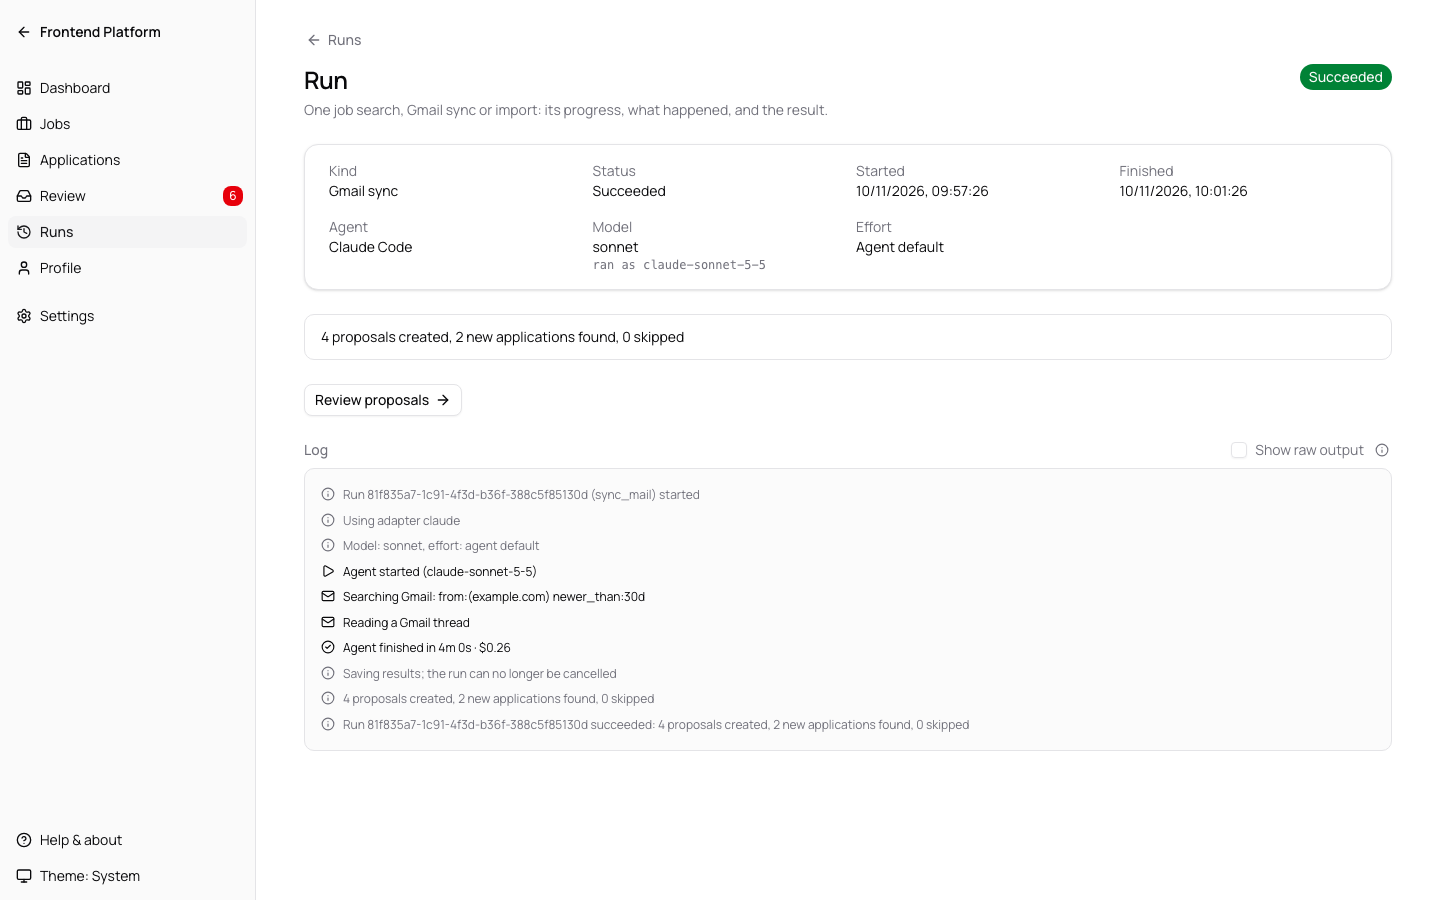 Frontend Platform
Dashboard
Jobs
Applications
Review 6
Runs
Profile
Settings
Help & about
Theme: System
Runs
Run
Succeeded
One job search, Gmail sync or import: its progress, what happened, and the result.
Kind
Gmail sync
Status
Succeeded
Started
10/11/2026, 09:57:26
Finished
10/11/2026, 10:01:26
Agent
Claude Code
Model
sonnet
ran as claude-sonnet-5-5
Effort
Agent default
4 proposals created, 2 new applications found, 0 skipped
Review proposals
Log
Show raw output
Run 81f835a7-1c91-4f3d-b36f-388c5f85130d (sync_mail) started
Using adapter claude
Model: sonnet, effort: agent default
Agent started (claude-sonnet-5-5)
Searching Gmail: from:(example.com) newer_than:30d
Reading a Gmail thread
Agent finished in 4m 0s · $0.26
Saving results; the run can no longer be cancelled
4 proposals created, 2 new applications found, 0 skipped
Run 81f835a7-1c91-4f3d-b36f-388c5f85130d succeeded: 4 proposals created, 2 new applications found, 0 skipped